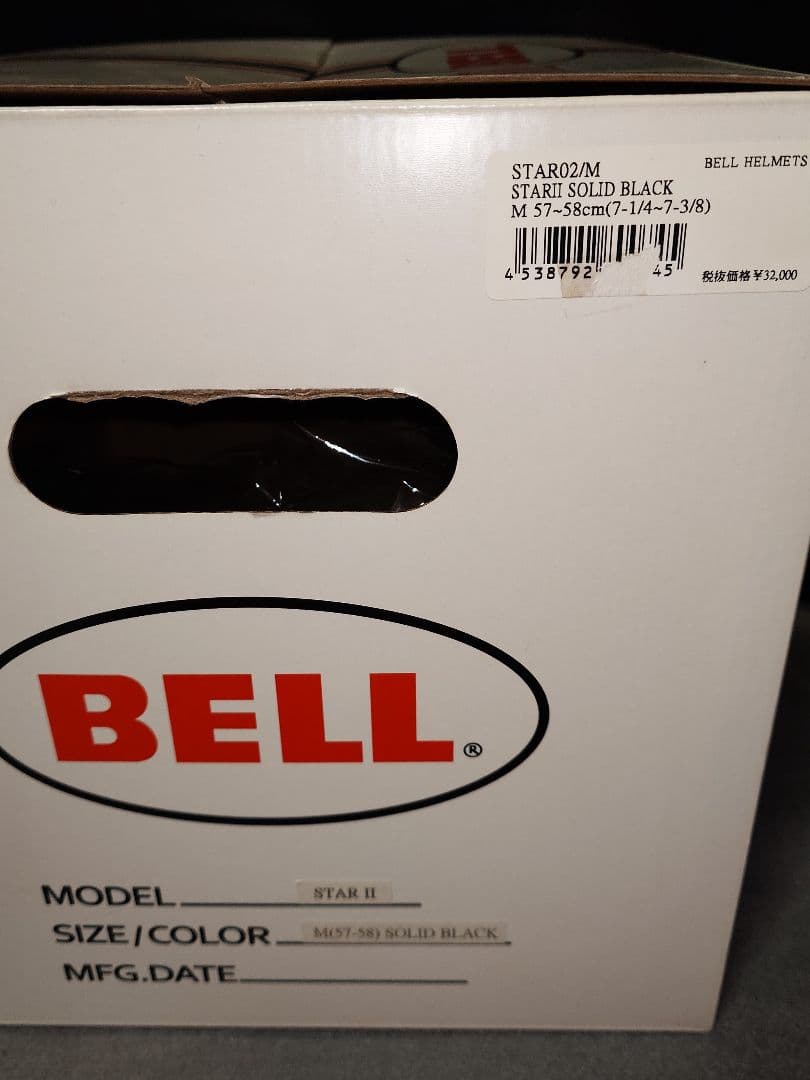 STAR02/M
BELL HELMETS
STARII SOLID BLACK
M 57~58cm(7-1/4~7-3/8)
4 538792 45
税抜価格¥32,000
BELL®
MODEL STAR II
SIZE/COLOR M(57-58) SOLID BLACK
MFG.DATE